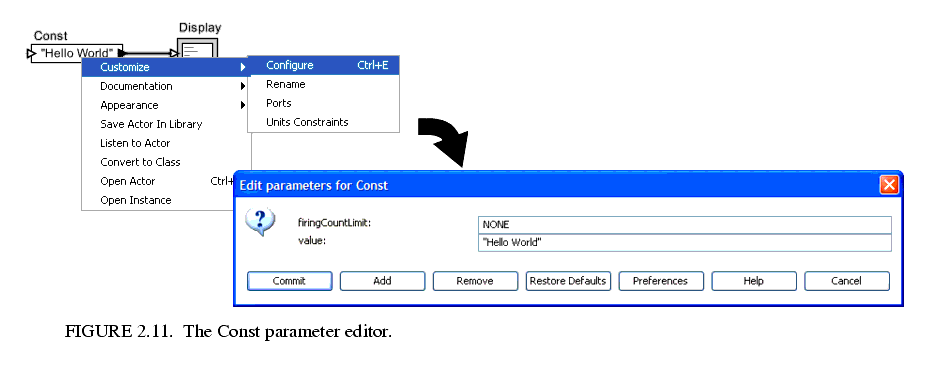 Const
Display
"Hello World"
Customize
Configure Ctrl+E
Documentation
Rename
Appearance
Ports
Save Actor In Library
Units Constraints
Listen to Actor
Convert to Class
Open Actor Ctrl+
Open Instance
Edit parameters for Const
firingCountLimit: NONE
value: "Hello World"
Commit Add Remove Restore Defaults Preferences Help Cancel
FIGURE 2.11. The Const parameter editor.